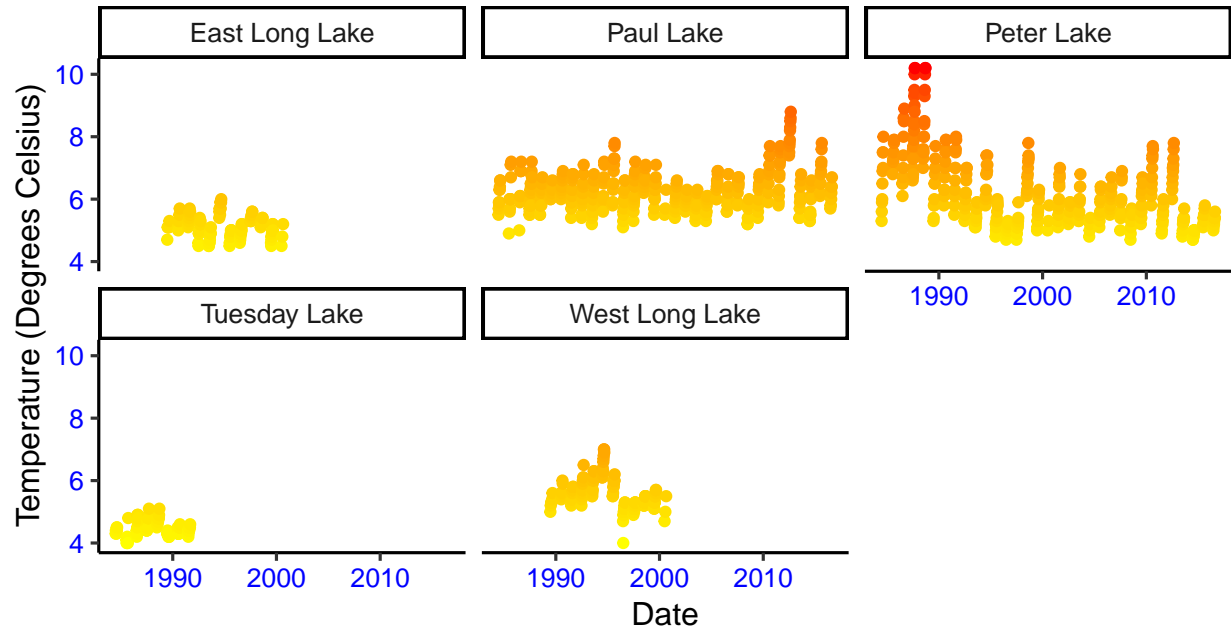 East Long Lake
Paul Lake
Peter Lake
Temperature (Degrees Celsius)
10
8
6
4
1990 2000 2010
Tuesday Lake
West Long Lake
10
8
6
4
1990 2000 2010
1990 2000 2010
Date